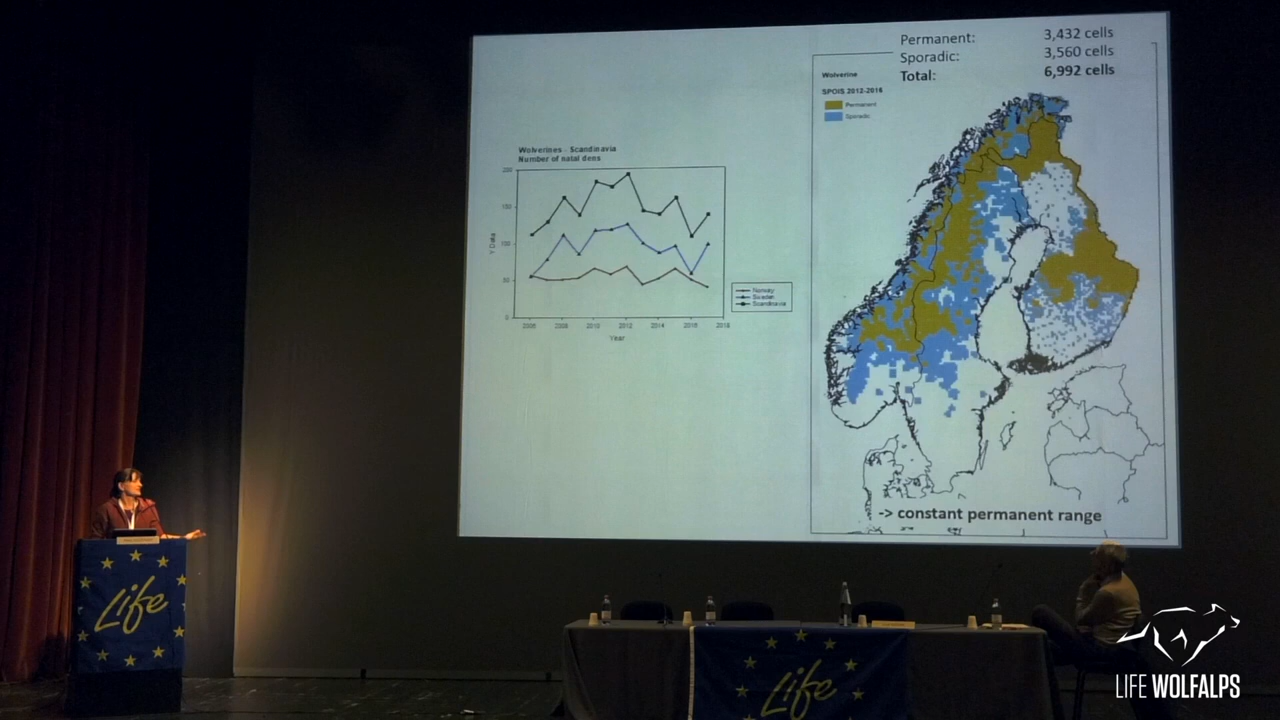 Permanent: 3,432 cells
Sporadic: 3,560 cells
Total: 6,992 cells
Wolverine
SPOIS 2012-2016
Permanent
Sporadic
Wolverines - Scandinavia
Number of natal dens
200
150
100
50
0
Y Data
2006 2008 2010 2012 2014 2016 2018
Year
Norway
Sweden
Scandinavia
-> constant permanent range
Life
Life
LIFE WOLFALPS